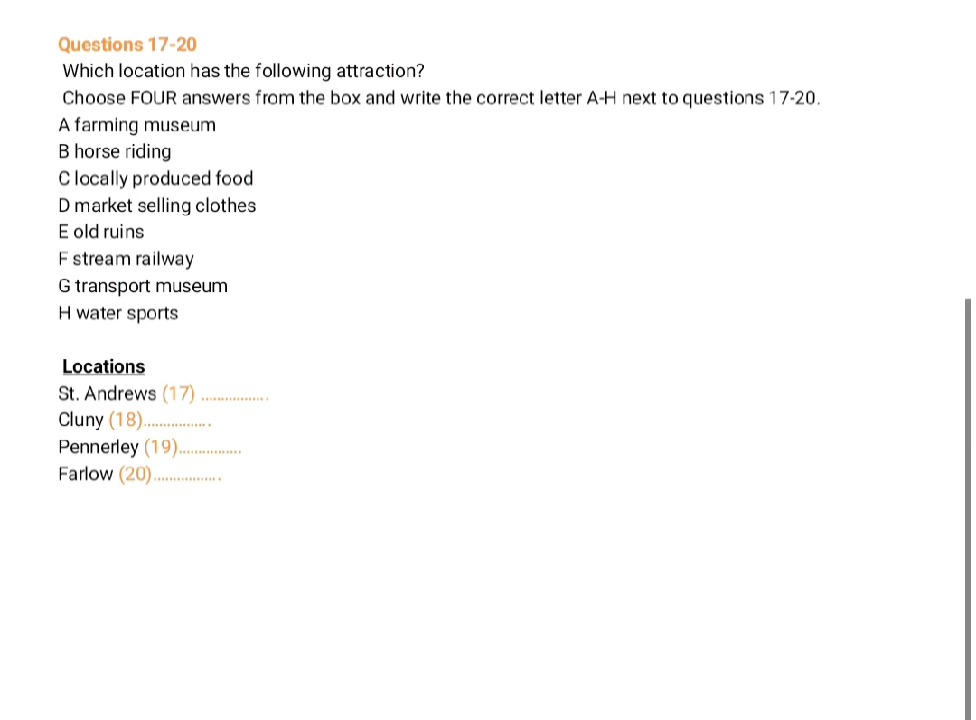 Questions 17-20
Which location has the following attraction?
Choose FOUR answers from the box and write the correct letter A-H next to questions 17-20.
A farming museum
B horse riding
C locally produced food
D market selling clothes
E old ruins
F stream railway
G transport museum
H water sports
Locations
St. Andrews (17) .................
Cluny (18).................
Pennerley (19)................
Farlow (20).................